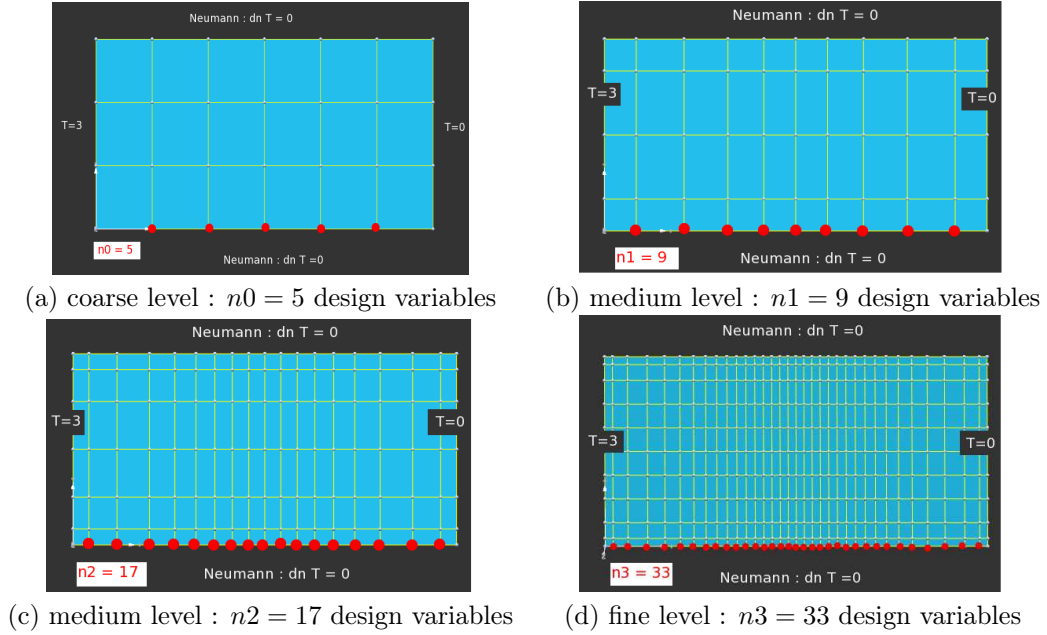 Neumann : dn T = 0
T=3
T=0
n0 = 5
Neumann : dn T =0
(a) coarse level : n0 = 5 design variables
Neumann : dn T = 0
T=3
T=0
n1 = 9
Neumann : dn T = 0
(b) medium level : n1 = 9 design variables
Neumann : dn T = 0
T=3
T=0
n2 = 17
Neumann : dn T = 0
(c) medium level : n2 = 17 design variables
Neumann : dn T =0
T=3
T=0
n3 = 33
Neumann : dn T =0
(d) fine level : n3 = 33 design variables